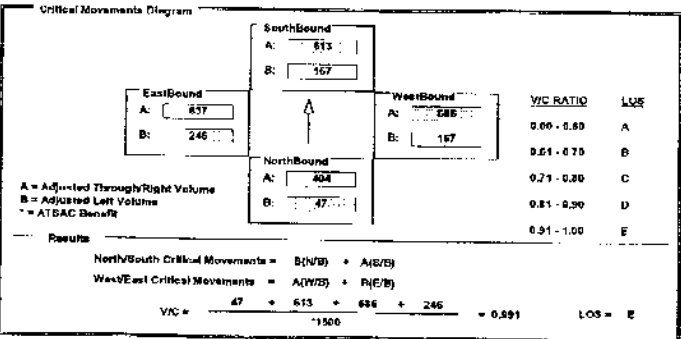 Critical Movements Diagram
SouthBound
A: 613
B: 167
EastBound
A: 637
B: 246
WestBound
A: 686
B: 167
NorthBound
A: 404
B: 47
V/C RATIO LOS
0.00 - 0.60 A
0.61 - 0.70 B
0.71 - 0.80 C
0.81 - 0.90 D
0.91 - 1.00 E
A = Adjusted Through/Right Volume
B = Adjusted Left Volume
* = ATSAC Benefit
Results
North/South Critical Movements = B(N/B) + A(S/B)
West/East Critical Movements = A(W/B) + B(E/B)
V/C = 47 + 613 + 686 + 246 = 0.991 LOS = E
*1500